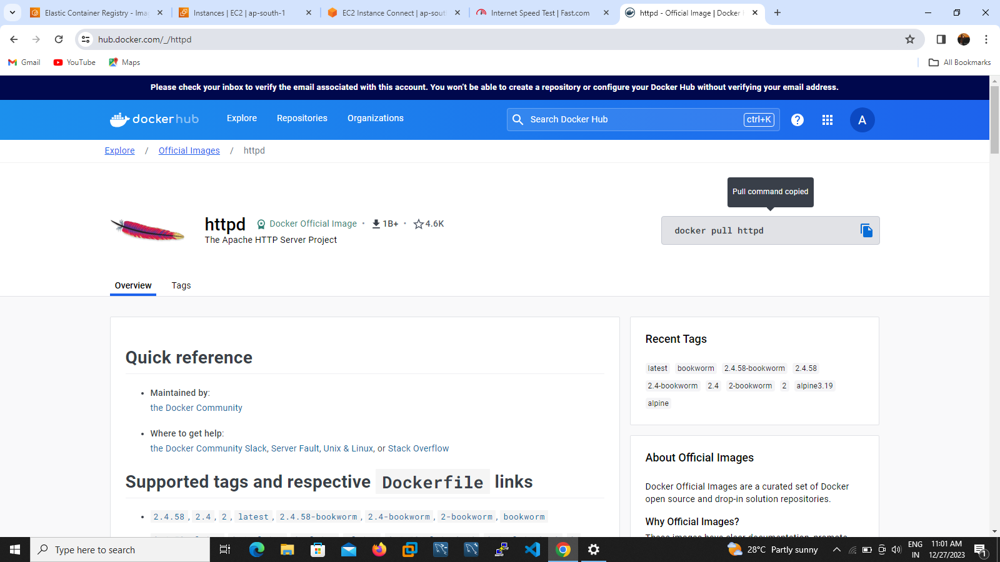 Elastic Container Registry - Ima
Instances | EC2 | ap-south-1
EC2 Instance Connect | ap-sout
Internet Speed Test | Fast.com
httpd - Official Image | Docker
hub.docker.com/_/httpd
Gmail
YouTube
Maps
All Bookmarks
Please check your inbox to verify the email associated with this account. You won't be able to create a repository or configure your Docker Hub without verifying your email address.
docker hub
Explore
Repositories
Organizations
Search Docker Hub
ctrl+K
?
A
Explore / Official Images / httpd
Pull command copied
httpd
Docker Official Image • 1B+ • 4.6K
The Apache HTTP Server Project
docker pull httpd
Overview
Tags
Quick reference
• Maintained by:
the Docker Community
• Where to get help:
the Docker Community Slack, Server Fault, Unix & Linux, or Stack Overflow
Supported tags and respective Dockerfile links
• 2.4.58, 2.4, 2, latest, 2.4.58-bookworm, 2.4-bookworm, 2-bookworm, bookworm
Recent Tags
latest bookworm 2.4.58-bookworm 2.4.58
2.4-bookworm 2.4 2-bookworm 2 alpine3.19
alpine
About Official Images
Docker Official Images are a curated set of Docker
open source and drop-in solution repositories.
Why Official Images?
These images have clear documentation, promote
Type here to search
28°C Partly sunny
ENG
IN
11:01 AM
12/27/2023
1